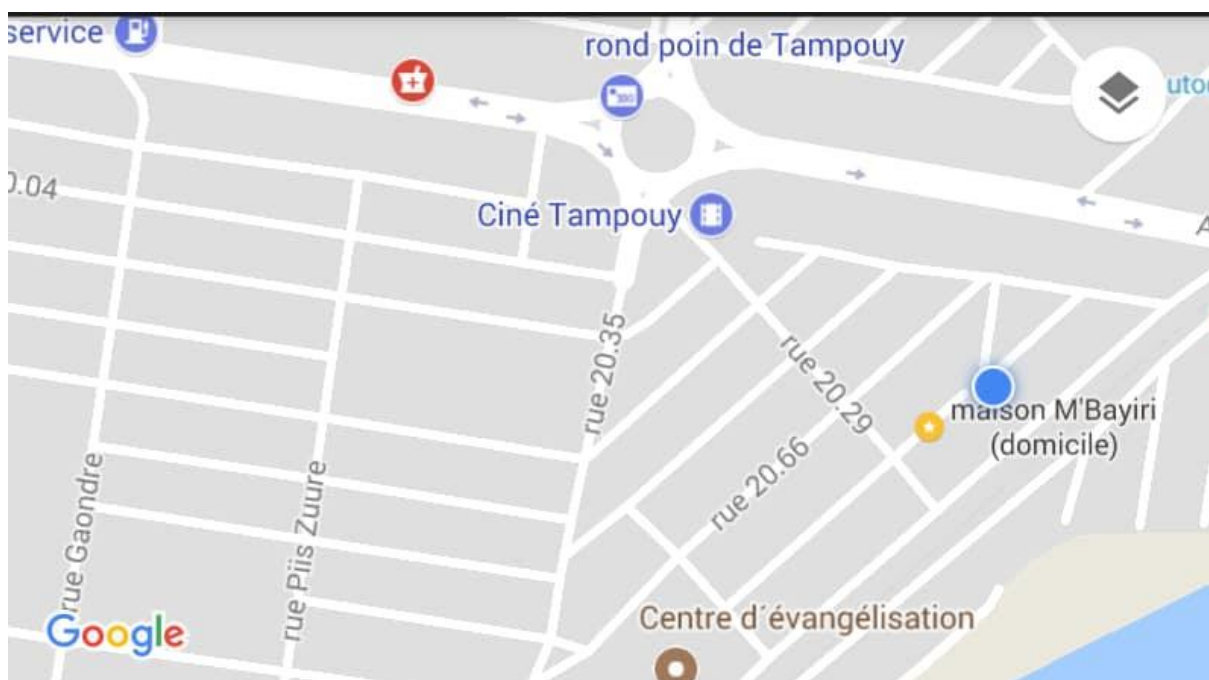 service
rond poin de Tampouy
utoc
0.04
Ciné Tampouy
A
rue 20.35
rue 20.29
maison M'Bayiri
(domicile)
rue 20.66
rue Gaondre
rue Piis Zuure
Centre d´évangélisation
Google